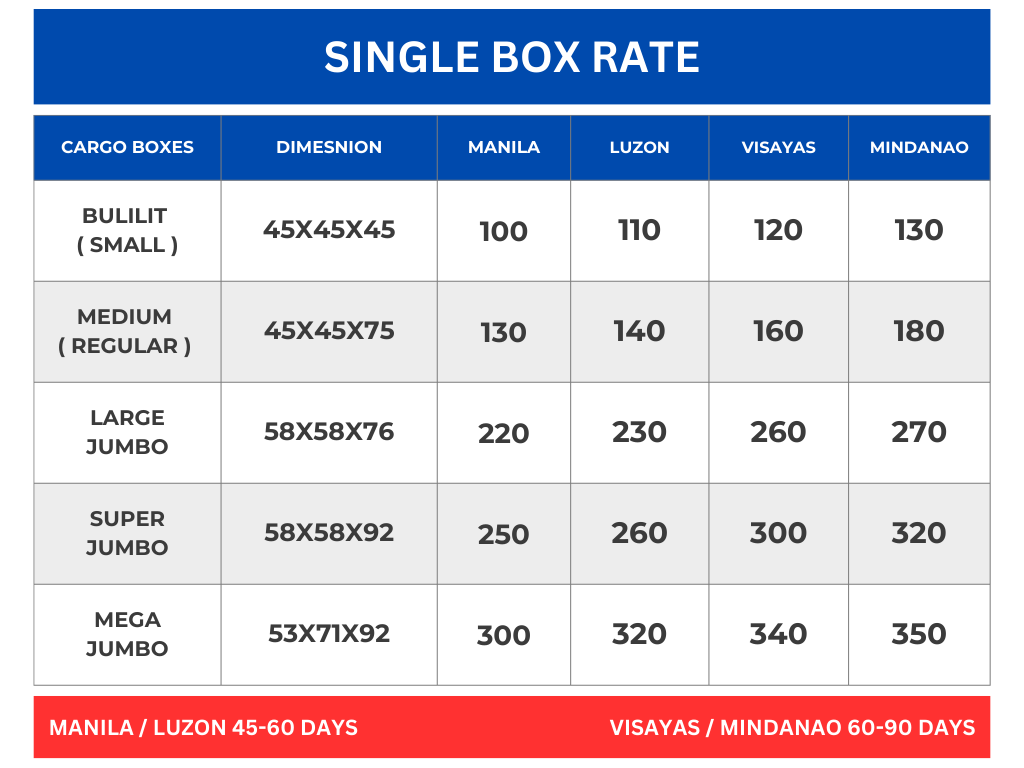 SINGLE BOX RATE
CARGO BOXES DIMESNION MANILA LUZON VISAYAS MINDANAO
BULILIT
( SMALL ) 45X45X45 100 110 120 130
MEDIUM
( REGULAR ) 45X45X75 130 140 160 180
LARGE
JUMBO 58X58X76 220 230 260 270
SUPER
JUMBO 58X58X92 250 260 300 320
MEGA
JUMBO 53X71X92 300 320 340 350
MANILA / LUZON 45-60 DAYS VISAYAS / MINDANAO 60-90 DAYS